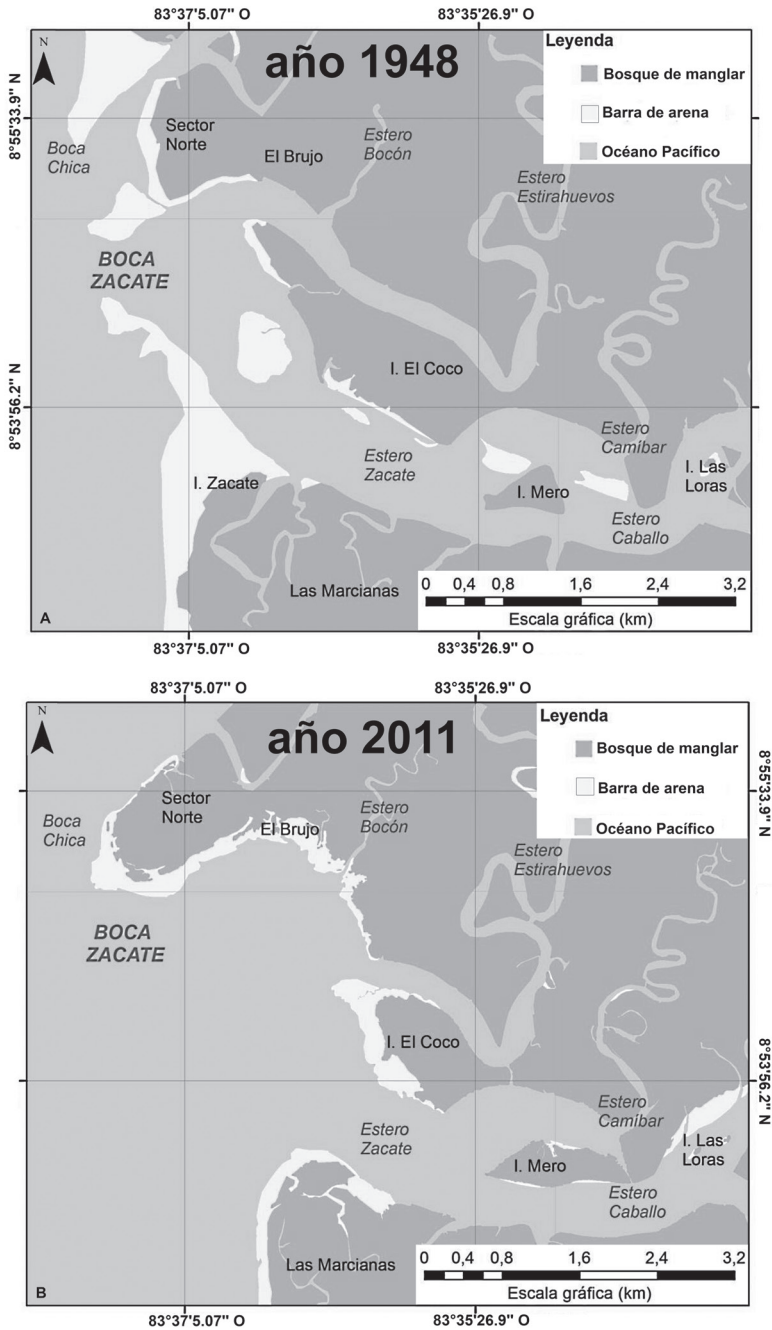 83°37'5.07" O
83°35'26.9" O
N
año 1948
Leyenda
Bosque de manglar
Barra de arena
Océano Pacífico
8°55'33.9" N
Boca
Chica
Sector
Norte
El Brujo
Estero
Bocón
Estero
Estirahuevos
BOCA
ZACATE
I. El Coco
8°53'56.2" N
Estero
Zacate
Estero
Camíbar
I. Zacate
I. Mero
I. Las
Loras
Estero
Caballo
Las Marcianas
0 0,4 0,8 1,6 2,4 3,2
Escala gráfica (km)
A
83°37'5.07" O
83°35'26.9" O
83°37'5.07" O
83°35'26.9" O
N
año 2011
Leyenda
Bosque de manglar
Barra de arena
Océano Pacífico
8°55'33.9" N
Boca
Chica
Sector
Norte
El Brujo
Estero
Bocón
Estero
Estirahuevos
BOCA
ZACATE
I. El Coco
8°53'56.2" N
Estero
Zacate
Estero
Camíbar
I. Mero
I. Las
Loras
Estero
Caballo
Las Marcianas
0 0,4 0,8 1,6 2,4 3,2
Escala gráfica (km)
B
83°37'5.07" O
83°35'26.9" O